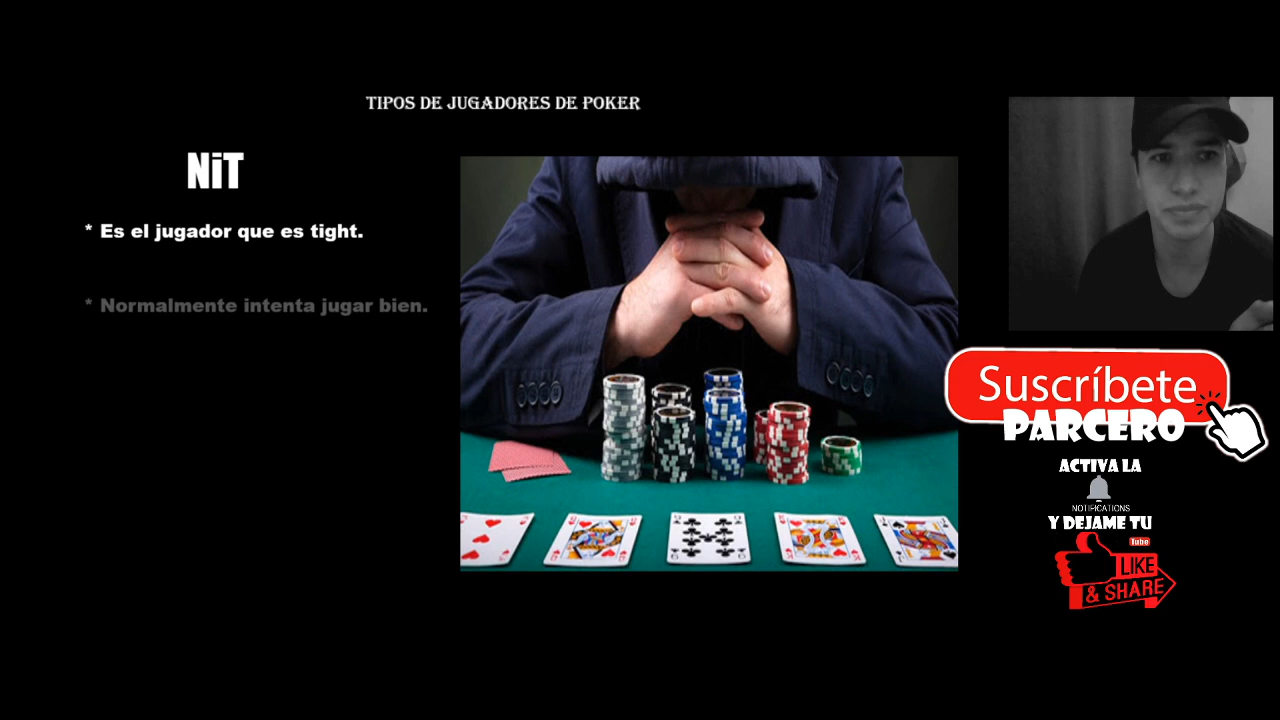 TIPOS DE JUGADORES DE POKER
NiT
* Es el jugador que es tight.
* Normalmente intenta jugar bien.
Suscríbete
PARCERO
ACTIVA LA
NOTIFICATIONS
Y DEJAME TU
Tube
LIKE
& SHARE